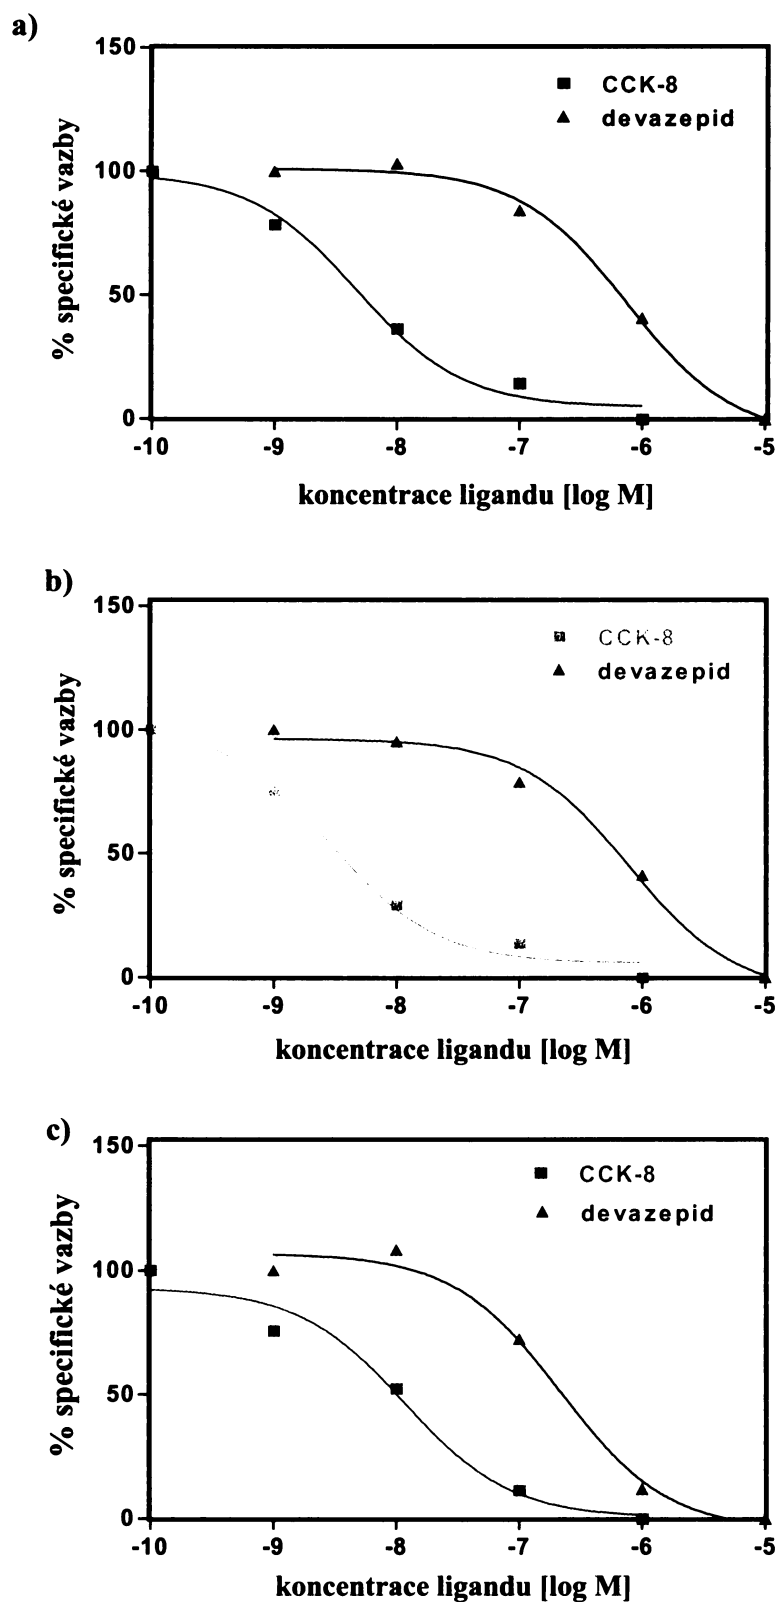 a)
150
CCK-8
devazepid
100
50
0
% specifické vazby
-10 -9 -8 -7 -6 -5
koncentrace ligandu [log M]
b)
150
CCK-8
devazepid
100
50
0
% specifické vazby
-10 -9 -8 -7 -6 -5
koncentrace ligandu [log M]
c)
150
CCK-8
devazepid
100
50
0
% specifické vazby
-10 -9 -8 -7 -6 -5
koncentrace ligandu [log M]